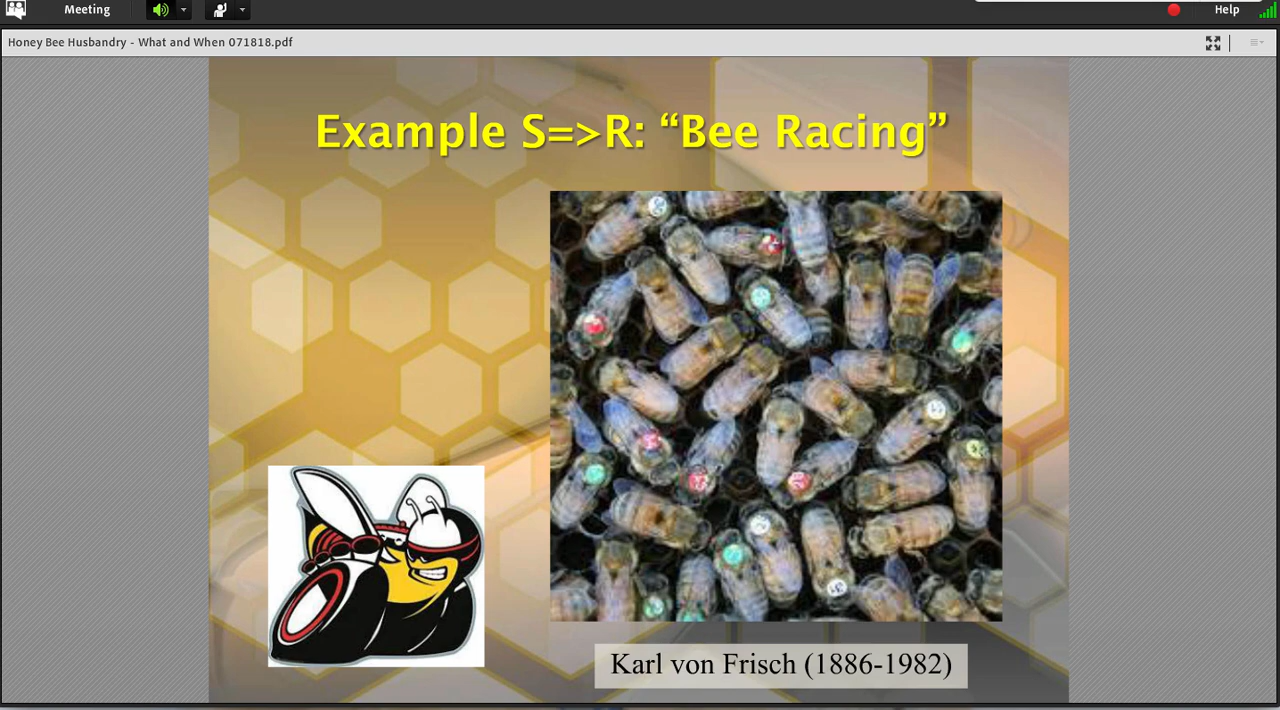 Meeting
Help
Honey Bee Husbandry - What and When 071818.pdf
Example S=>R: “Bee Racing”
Karl von Frisch (1886-1982)